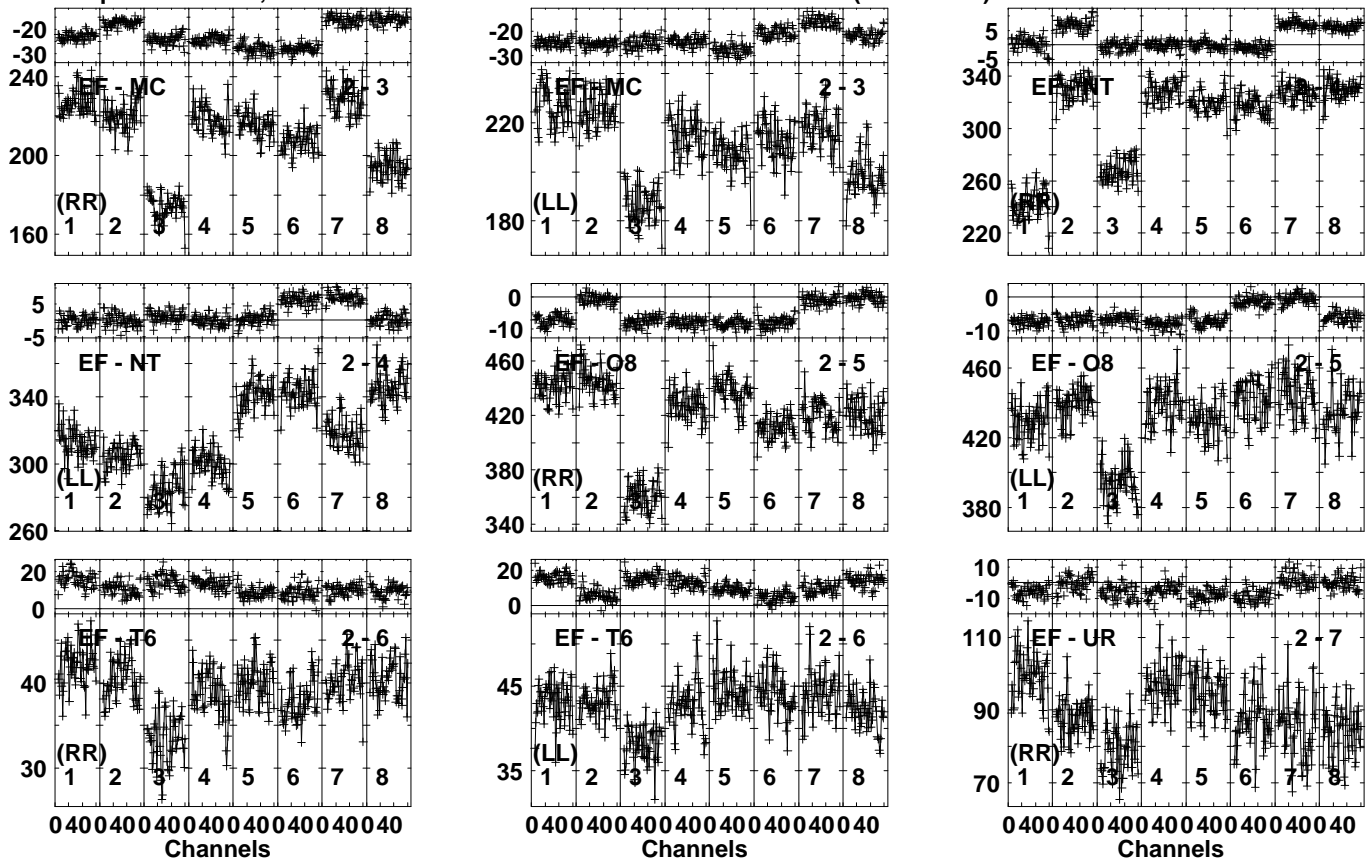 -20
-30
240
EF - MC 2 - 3
200
(RR)
1 2 3 4 5 6 7 8
160
-20
-30
EF - MC 2 - 3
220
(LL)
180
1 2 3 4 5 6 7 8
5
-5
340
EF - NT
300
260
(RR)
220
1 2 3 4 5 6 7 8
5
-5
EF - NT 2 - 4
340
300
(LL)
1 2 3 4 5 6 7 8
260
0
-10
460
EF - O8 2 - 5
420
380
(RR)
1 2 3 4 5 6 7 8
340
0
-10
460
EF - O8 2 - 5
420
(LL)
380
1 2 3 4 5 6 7 8
20
0
EF - T6 2 - 6
40
(RR)
30
1 2 3 4 5 6 7 8
0 40 0 40 0 40 0 40 0 40 0 40 0 40 0 40
Channels
20
0
EF - T6 2 - 6
45
(LL)
35
1 2 3 4 5 6 7 8
0 40 0 40 0 40 0 40 0 40 0 40 0 40 0 40
Channels
10
-10
110
EF - UR 2 - 7
90
(RR)
70
1 2 3 4 5 6 7 8
0 40 0 40 0 40 0 40 0 40 0 40 0 40 0 40
Channels